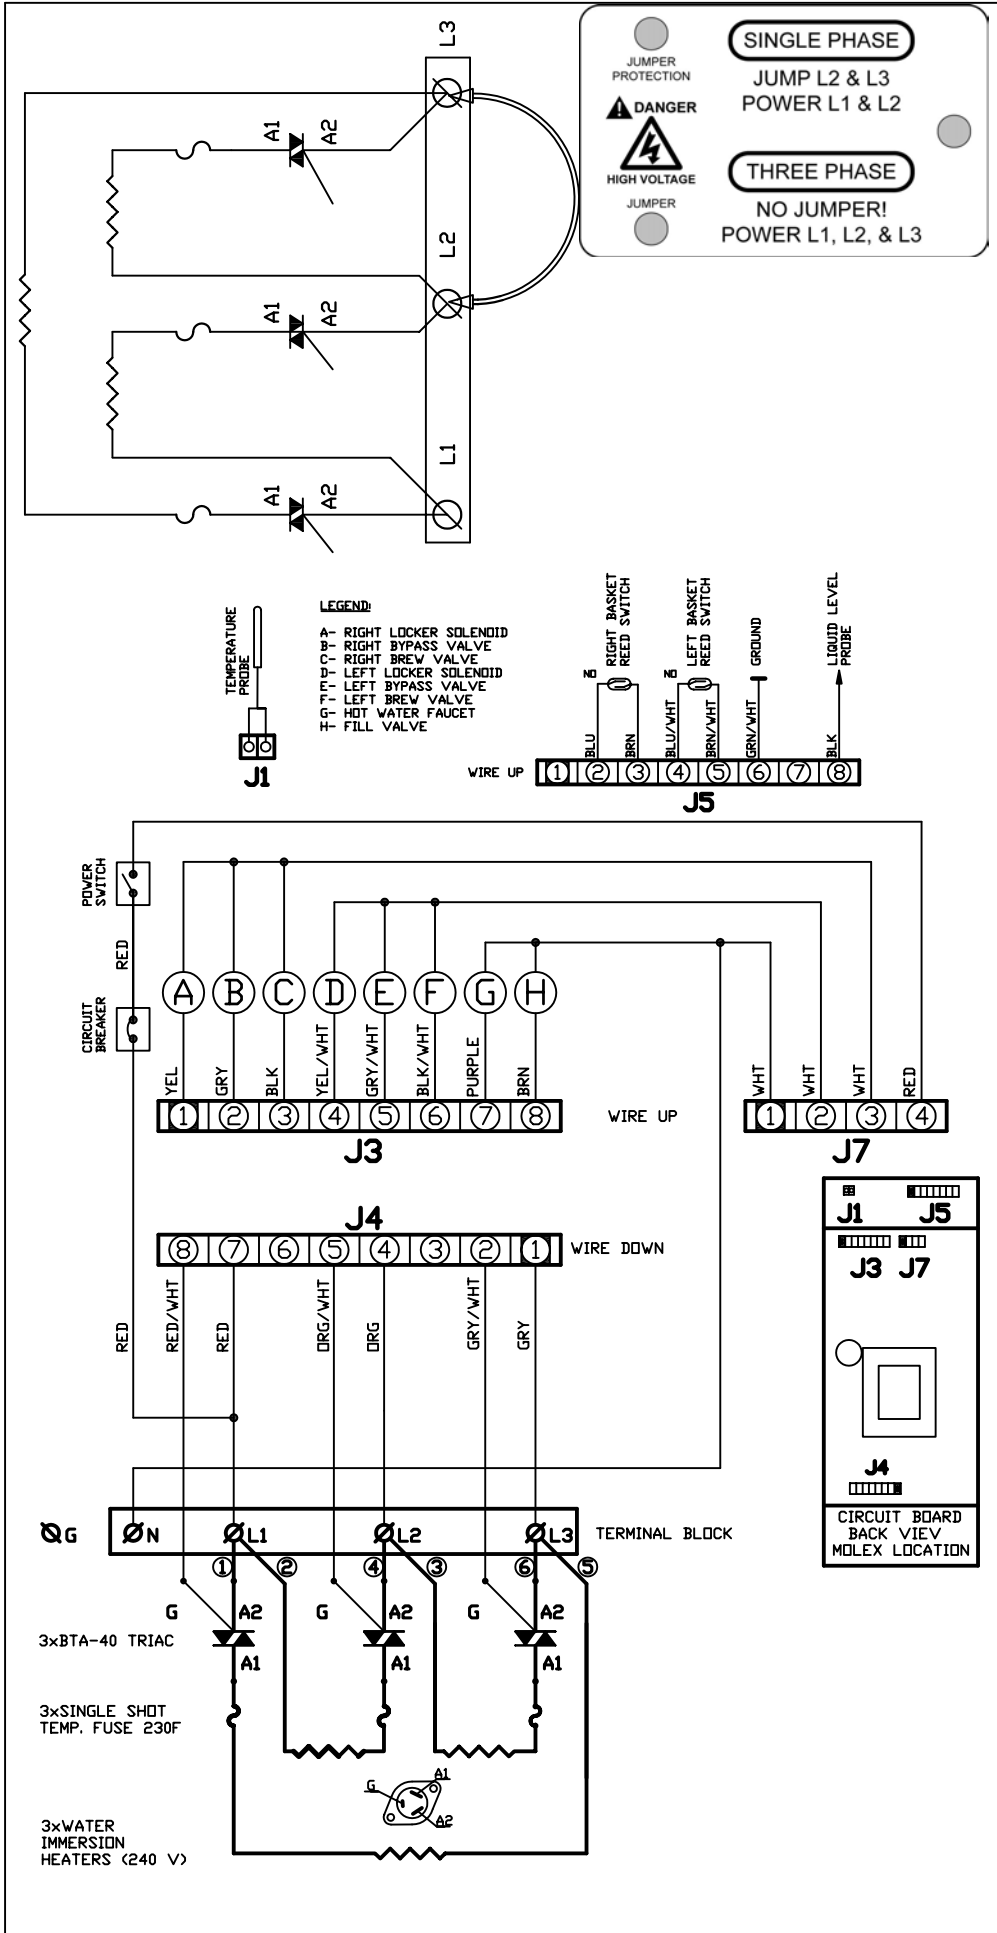 L3
A1
A2
L2
A1
A2
L1
A1
A2
JUMPER
PROTECTION
DANGER
HIGH VOLTAGE
JUMPER
SINGLE PHASE
JUMP L2 & L3
POWER L1 & L2
THREE PHASE
NO JUMPER!
POWER L1, L2, & L3
TEMPERATURE
PROBE
J1
LEGEND:
A- RIGHT LOCKER SOLENOID
B- RIGHT BYPASS VALVE
C- RIGHT BREW VALVE
D- LEFT LOCKER SOLENOID
E- LEFT BYPASS VALVE
F- LEFT BREW VALVE
G- HOT WATER FAUCET
H- FILL VALVE
RIGHT BASKET
REED SWITCH
LEFT BASKET
REED SWITCH
GROUND
LIQUID LEVEL
PROBE
NO
NO
BLU
BRN
BLU/WHT
BRN/WHT
GRN/WHT
BLK
WIRE UP
1 2 3 4 5 6 7 8
J5
POWER
SWITCH
RED
CIRCUIT
BREAKER
A B C D E F G H
YEL
GRY
BLK
YEL/WHT
GRY/WHT
BLK/WHT
PURPLE
BRN
1 2 3 4 5 6 7 8
J3
WIRE UP
WHT
WHT
WHT
RED
1 2 3 4
J7
J4
8 7 6 5 4 3 2 1
WIRE DOWN
RED
RED/WHT
RED
ORG/WHT
ORG
GRY/WHT
GRY
J1
J5
J3 J7
J4
CIRCUIT BOARD
BACK VIEV
MOLEX LOCATION
G
N
L1
L2
L3
TERMINAL BLOCK
1 2 4 3 6 5
G A2 G A2 G A2
3xBTA-40 TRIAC
A1 A1 A1
3xSINGLE SHOT
TEMP. FUSE 230F
G
A1
A2
3xWATER
IMMERSION
HEATERS (240 V)